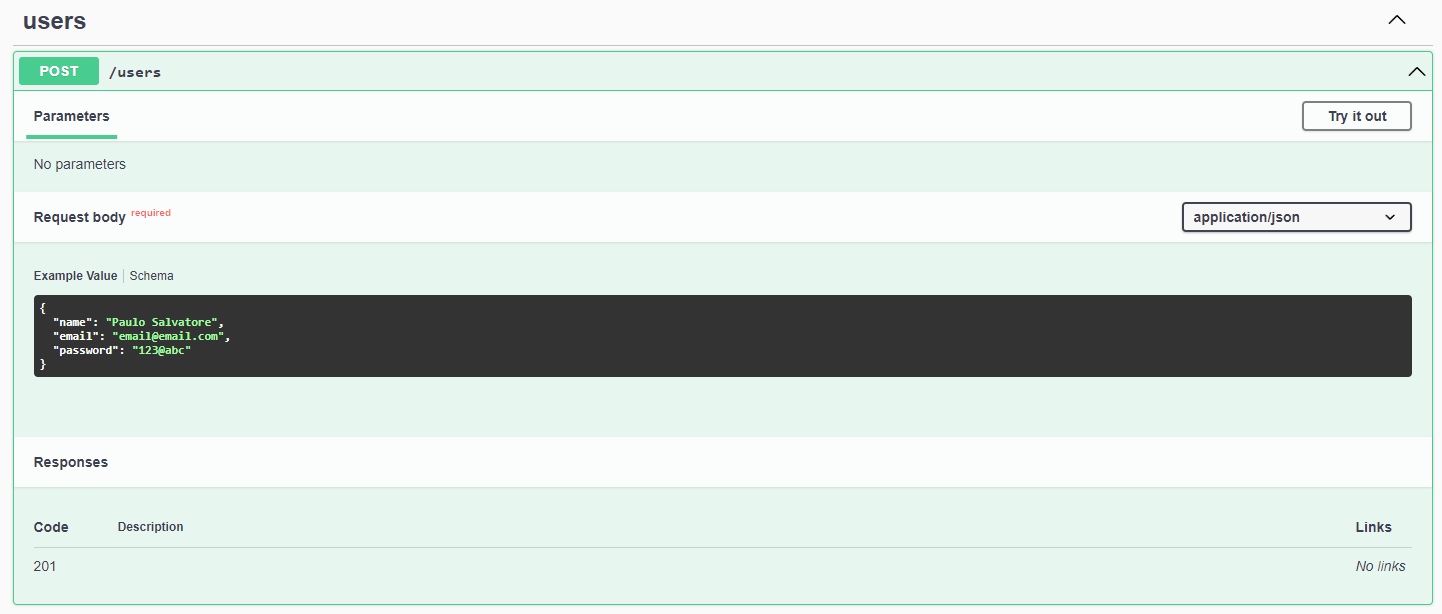 users
POST /users
Parameters Try it out
No parameters
Request body required application/json
Example Value Schema
{
  "name": "Paulo Salvatore",
  "email": "email@email.com",
  "password": "123@abc"
}
Responses
Code Description Links
201 No links